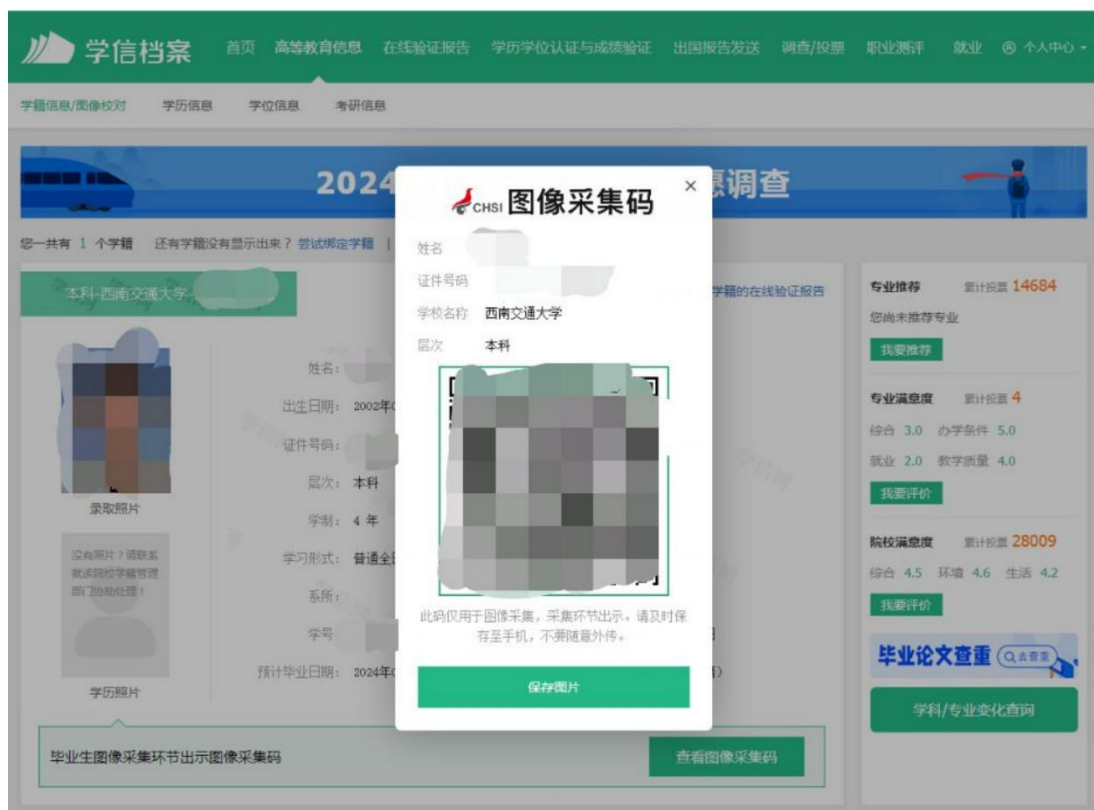 学信档案 首页 高等教育信息 在线验证报告 学历学位认证与成绩验证 出国报告发送 调查/投票 职业测评 就业 个人中心
学籍信息/图像校对 学历信息 学位信息 考研信息
2024 愿调查
您一共有 1 个学籍 还有学籍没有显示出来？尝试绑定学籍 |
本科-西南交通大学-
学籍的在线验证报告
录取照片
没有照片？请联系
就读院校学籍管理
部门协助处理！
学历照片
姓名：
出生日期： 2002年
证件号码：
层次： 本科
学制： 4 年
学习形式： 普通全
系所：
学号
预计毕业日期： 2024年
毕业生图像采集环节出示图像采集码
查看图像采集码
CHSI 图像采集码 ×
姓名
证件号码
学校名称 西南交通大学
层次 本科
此码仅用于图像采集，采集环节出示。请及时保
存至手机，不要随意外传。
保存图片
专业推荐 累计投票 14684
您尚未推荐专业
我要推荐
专业满意度 累计投票 4
综合 3.0 办学条件 5.0
就业 2.0 教学质量 4.0
我要评价
院校满意度 累计投票 28009
综合 4.5 环境 4.6 生活 4.2
我要评价
毕业论文查重 去查重
学科/专业变化查询